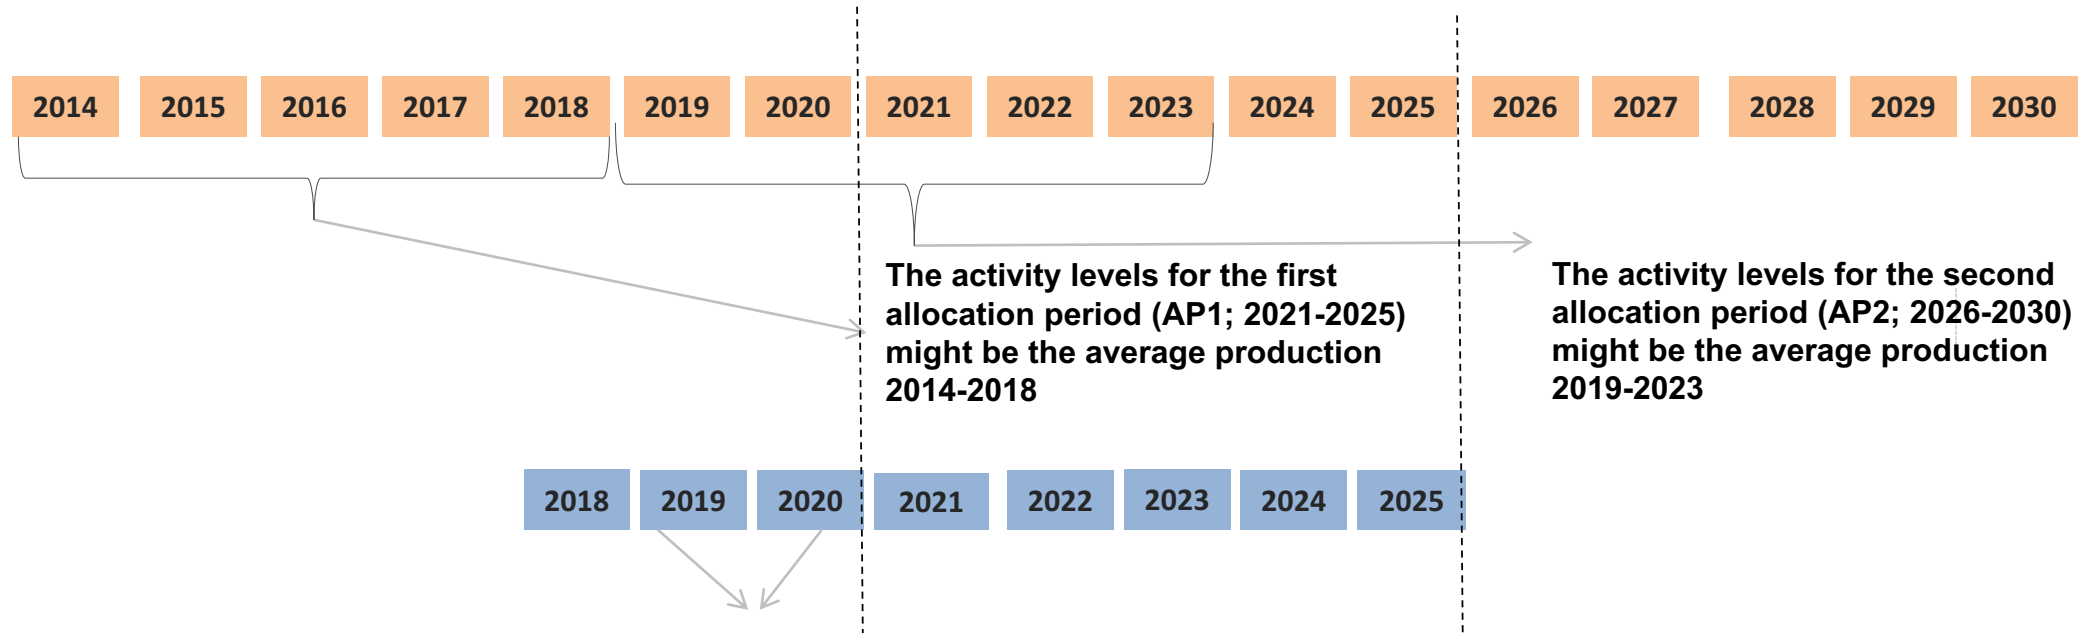 2014 2015 2016 2017 2018 2019 2020 2021 2022 2023 2024 2025 2026 2027 2028 2029 2030
The activity levels for the first
allocation period (AP1; 2021-2025)
might be the average production
2014-2018
The activity levels for the second
allocation period (AP2; 2026-2030)
might be the average production
2019-2023
2018 2019 2020 2021 2022 2023 2024 2025